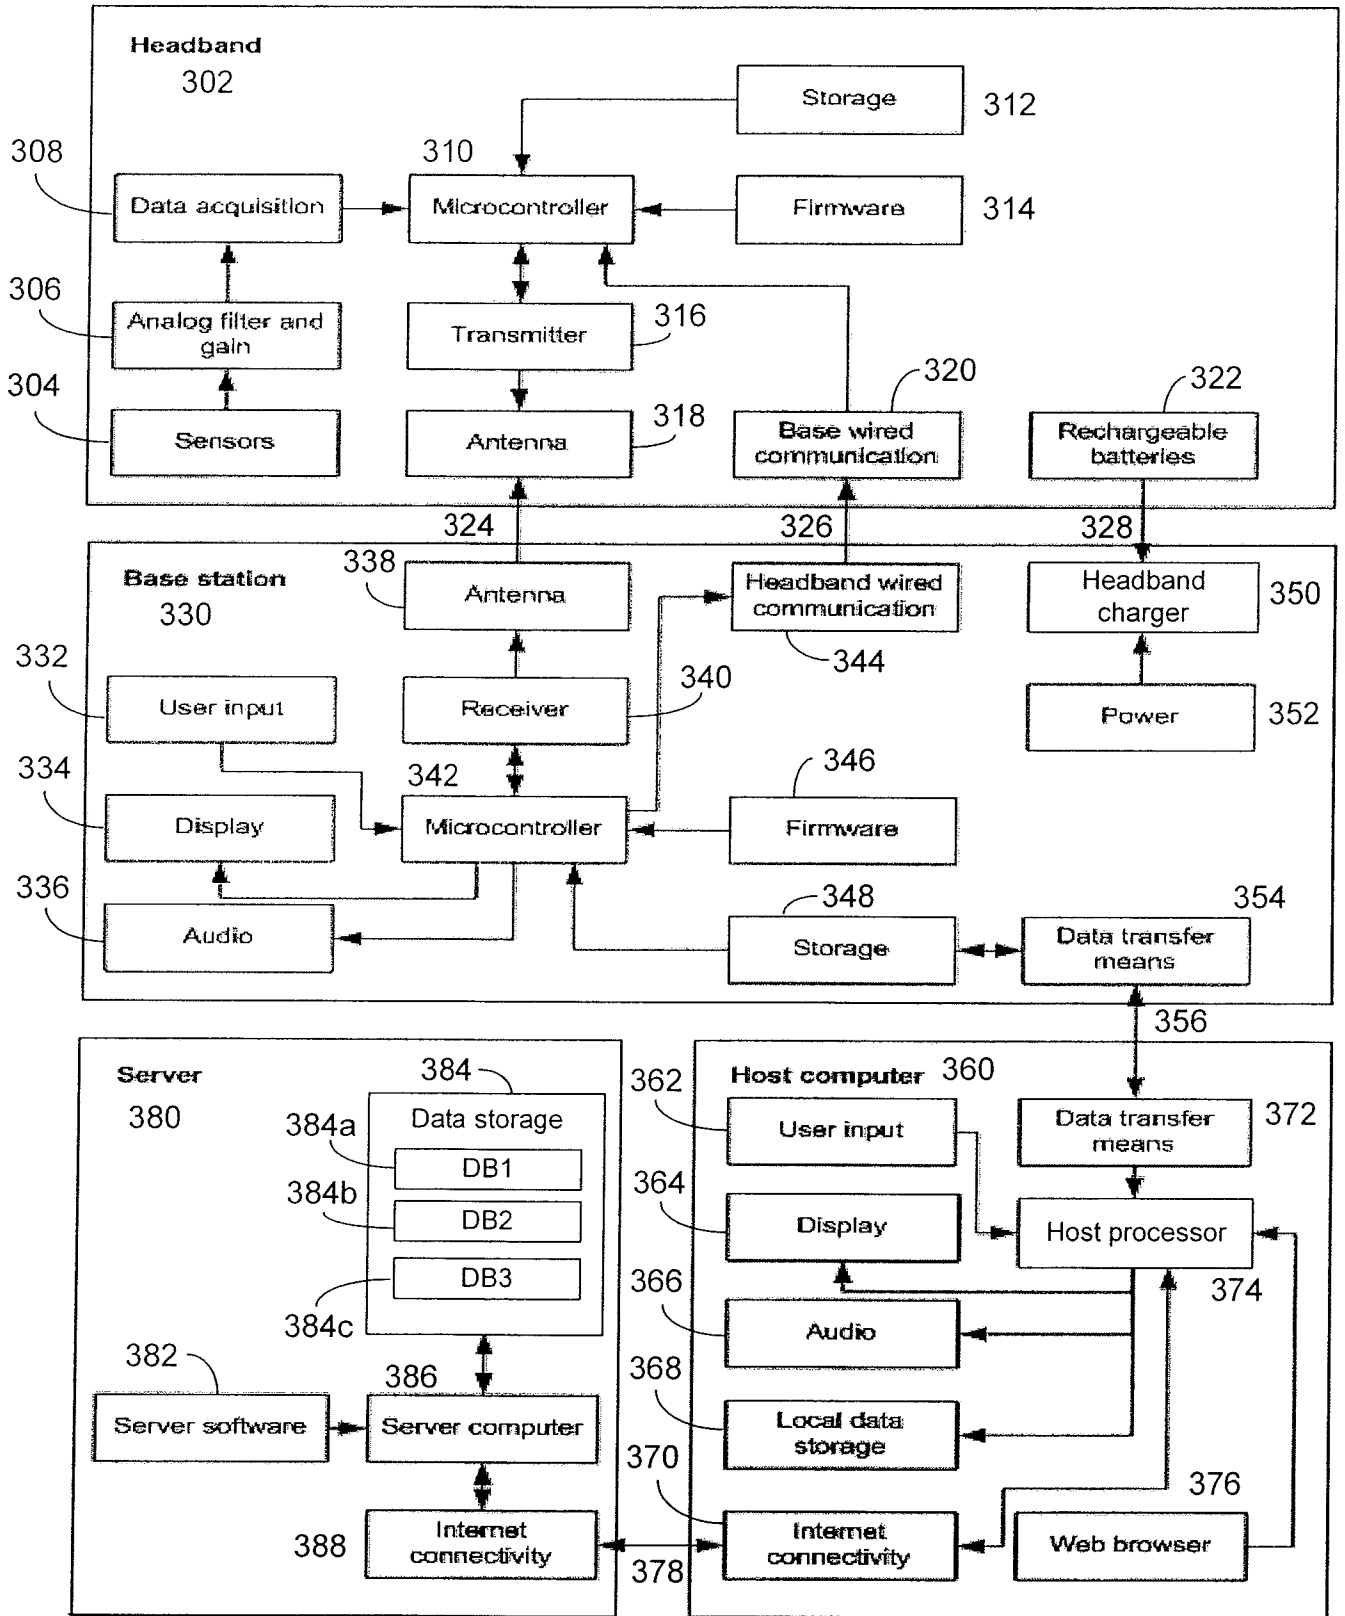 Headband
302
Storage
312
308
310
Data acquisition
Microcontroller
Firmware
314
306
Analog filter and
gain
Transmitter
316
304
Sensors
Antenna
318
320
Base wired
communication
322
Rechargeable
batteries
324
326
328
Base station
330
338
Antenna
Headband wired
communication
344
Headband
charger
350
332
User input
Receiver
340
Power
352
334
Display
342
Microcontroller
346
Firmware
336
Audio
348
Storage
354
Data transfer
means
356
Server
380
384
Data storage
384a
DB1
384b
DB2
DB3
384c
382
Server software
386
Server computer
388
Internet
connectivity
378
Host computer
360
362
User input
Data transfer
means
372
364
Display
Host processor
374
366
Audio
368
Local data
storage
370
Internet
connectivity
376
Web browser